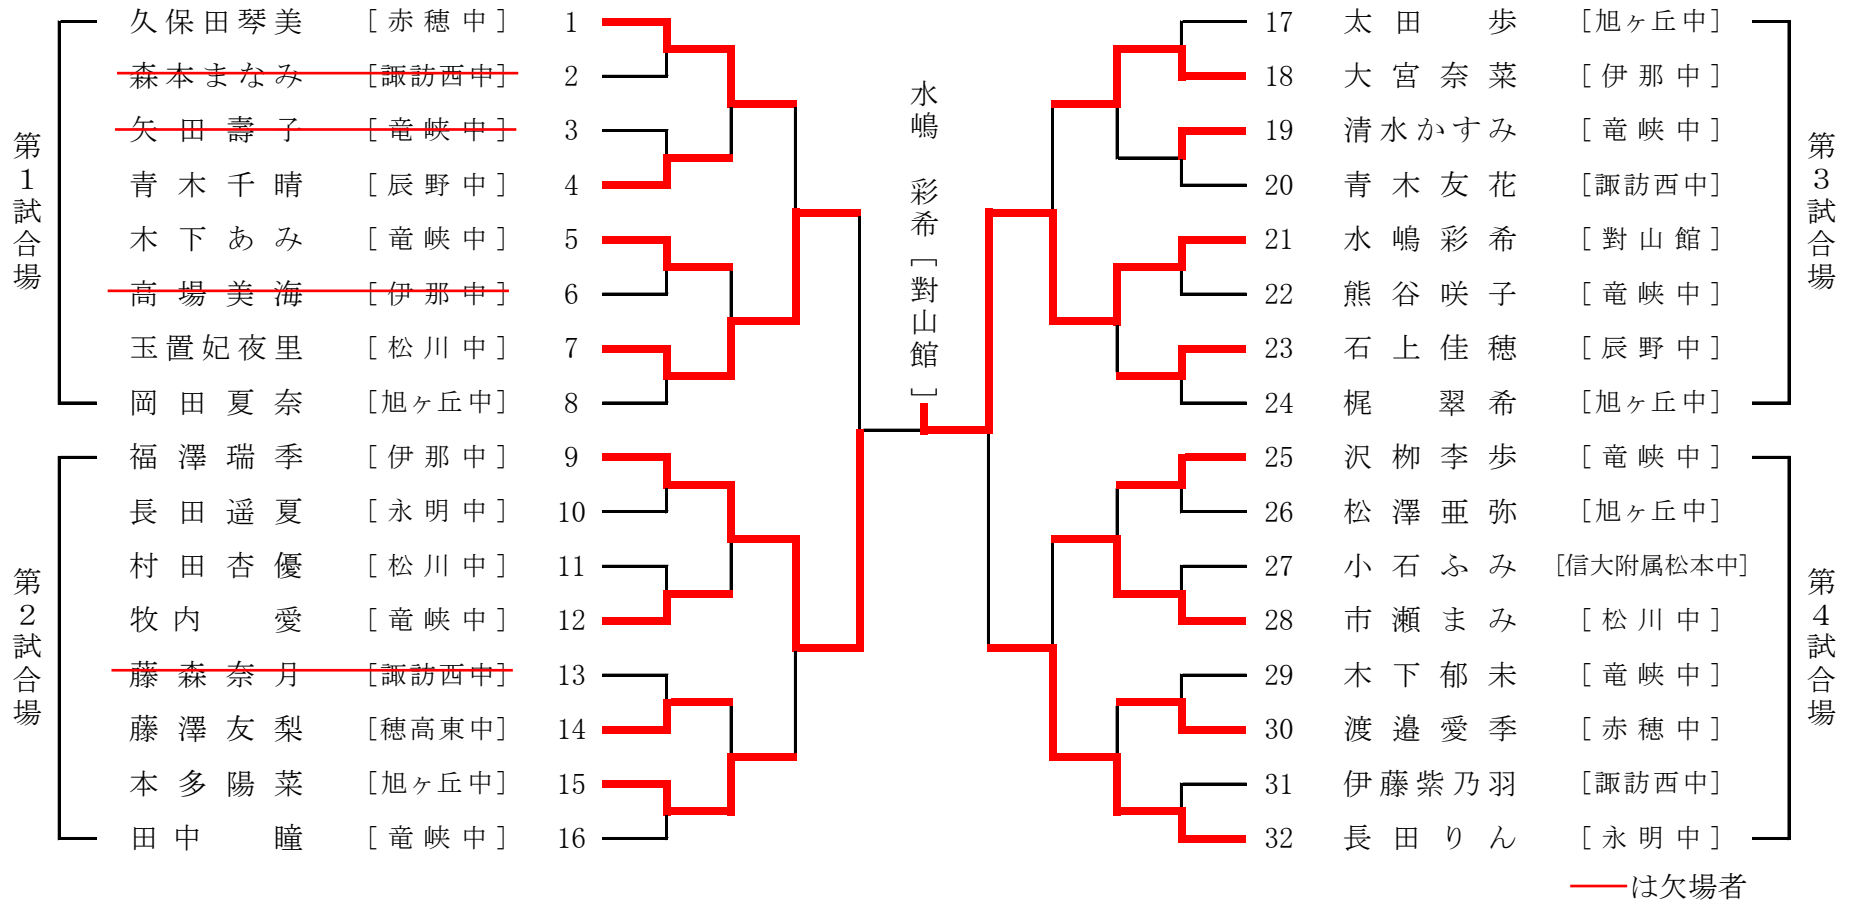 第1試合場
久保田琴美 [赤穂中] 1
森本まなみ [諏訪西中] 2
矢田壽子 [竜峡中] 3
青木千晴 [辰野中] 4
木下あみ [竜峡中] 5
高場美海 [伊那中] 6
玉置妃夜里 [松川中] 7
岡田夏奈 [旭ヶ丘中] 8
第2試合場
福澤瑞季 [伊那中] 9
長田遥夏 [永明中] 10
村田杏優 [松川中] 11
牧内 愛 [竜峡中] 12
藤森奈月 [諏訪西中] 13
藤澤友梨 [穂高東中] 14
本多陽菜 [旭ヶ丘中] 15
田中 瞳 [竜峡中] 16
水嶋 彩希[對山館]
17 太田 歩 [旭ヶ丘中]
18 大宮奈菜 [伊那中]
19 清水かすみ [竜峡中]
20 青木友花 [諏訪西中]
21 水嶋彩希 [對山館]
22 熊谷咲子 [竜峡中]
23 石上佳穂 [辰野中]
24 梶 翠希 [旭ヶ丘中]
第3試合場
25 沢栁李歩 [竜峡中]
26 松澤亜弥 [旭ヶ丘中]
27 小石ふみ [信大附属松本中]
28 市瀬まみ [松川中]
29 木下郁未 [竜峡中]
30 渡邉愛季 [赤穂中]
31 伊藤紫乃羽 [諏訪西中]
32 長田りん [永明中]
第4試合場
は欠場者